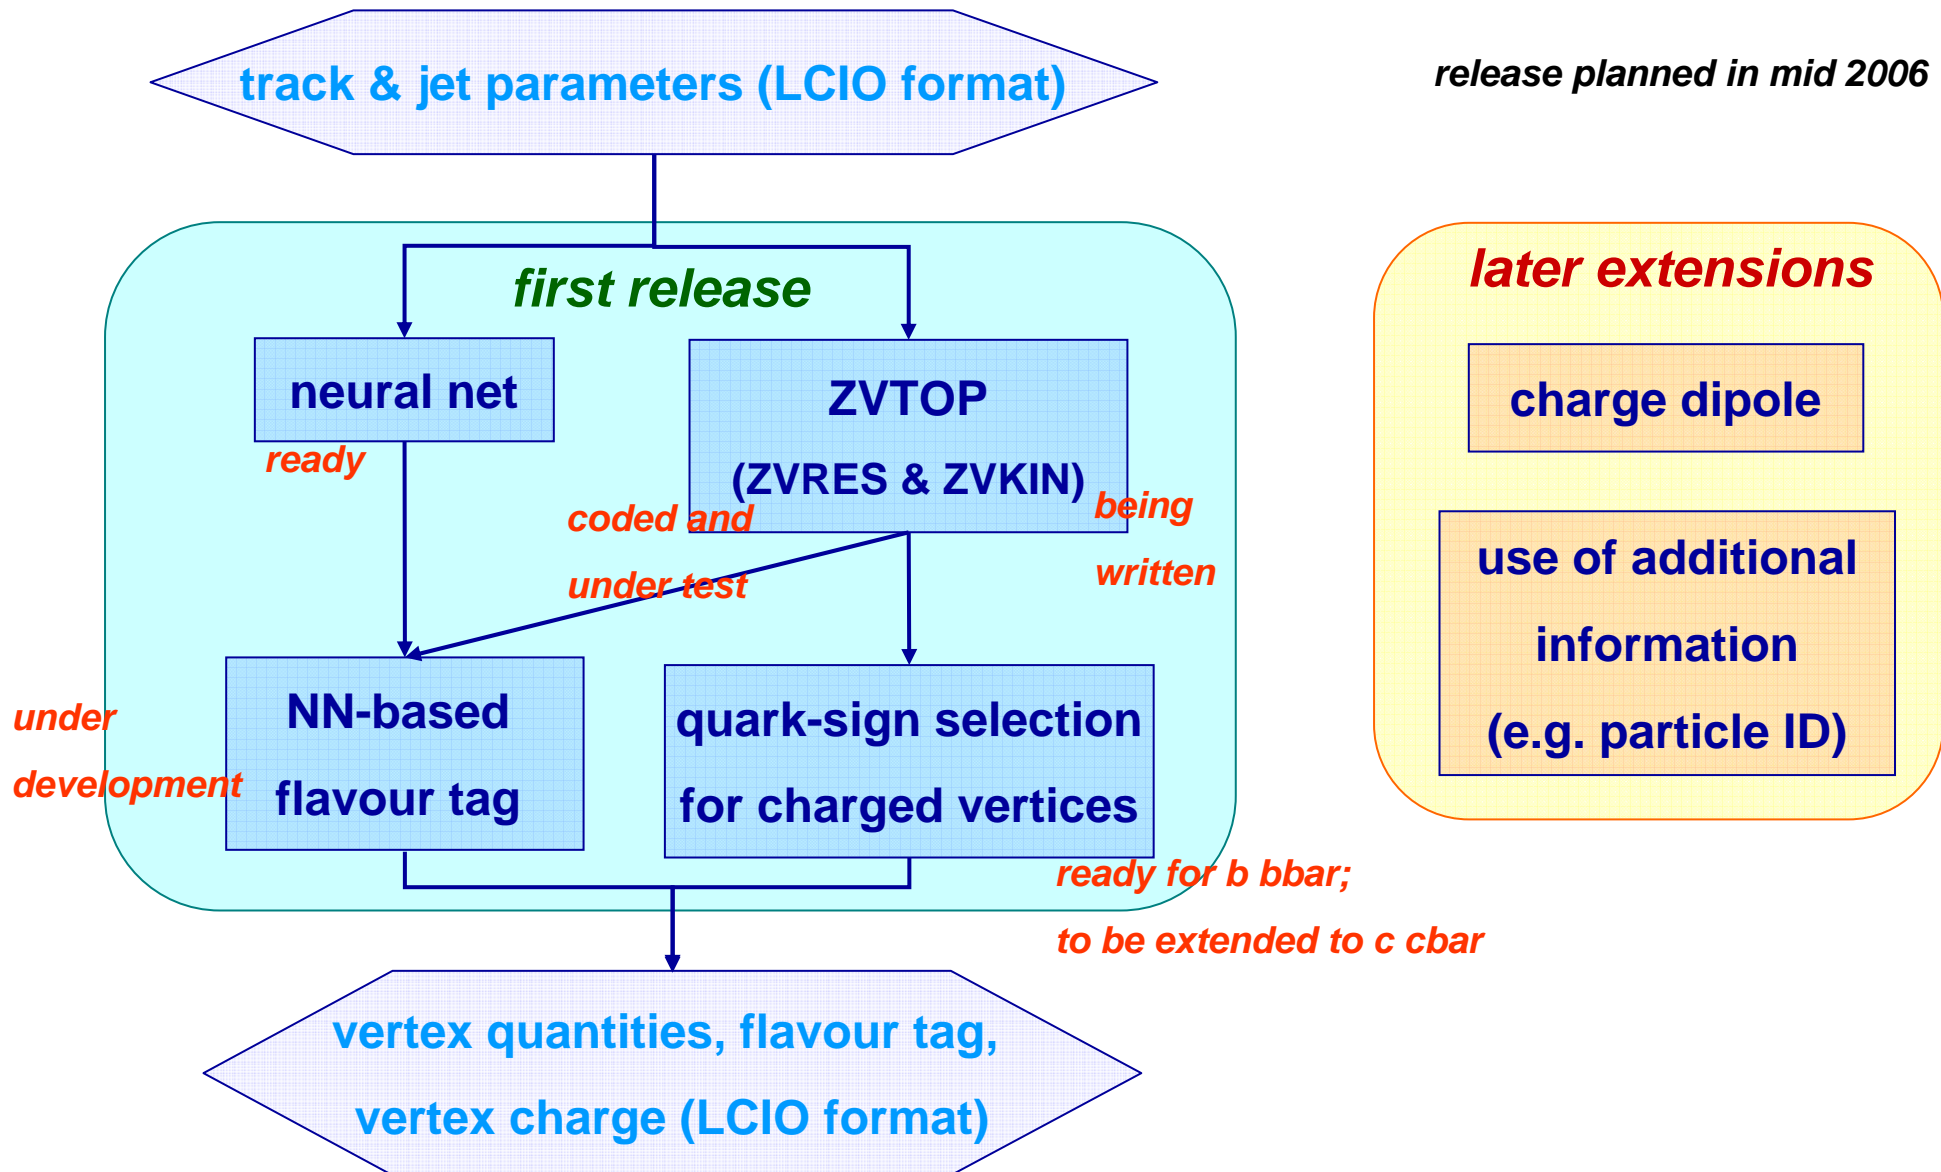 track & jet parameters (LCIO format)
release planned in mid 2006
first release
later extensions
neural net
ready
ZVTOP
(ZVRES & ZVKIN)
coded and
under test
being
written
charge dipole
use of additional
information
(e.g. particle ID)
under
development
NN-based
flavour tag
quark-sign selection
for charged vertices
ready for b bbar;
to be extended to c cbar
vertex quantities, flavour tag,
vertex charge (LCIO format)